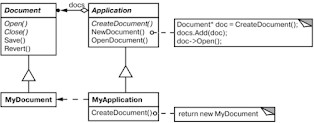 Document
Open()
Close()
Save()
Revert()
docs
Application
CreateDocument()
NewDocument()
OpenDocument()
Document* doc = CreateDocument();
docs.Add(doc);
doc->Open();
MyDocument
MyApplication
CreateDocument()
return new MyDocument